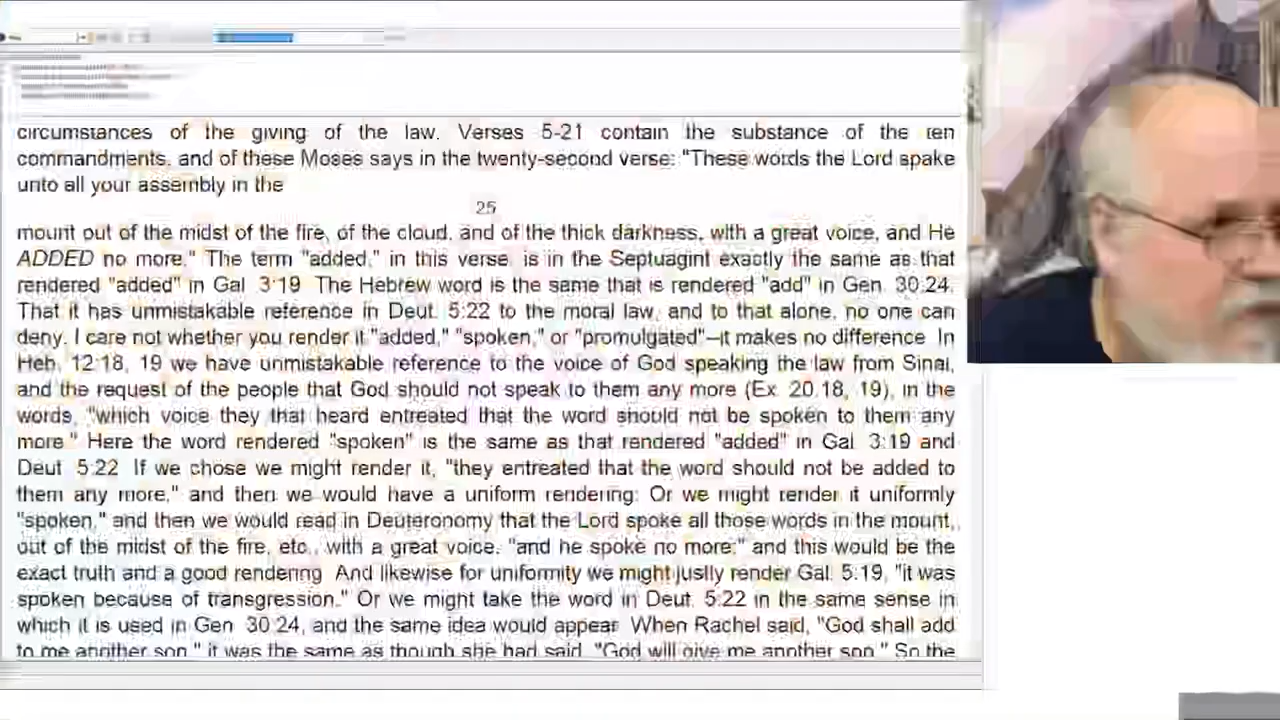 circumstances of the giving of the law. Verses 5-21 contain the substance of the ten
commandments, and of these Moses says in the twenty-second verse: "These words the Lord spake
unto all your assembly in the
25
mount out of the midst of the fire, of the cloud, and of the thick darkness, with a great voice, and He
ADDED no more." The term "added," in this verse, is in the Septuagint exactly the same as that
rendered "added" in Gal. 3:19. The Hebrew word is the same that is rendered "add" in Gen. 30:24.
That it has unmistakable reference in Deut. 5:22 to the moral law, and to that alone, no one can
deny. I care not whether you render it "added," "spoken," or "promulgated"—it makes no difference. In
Heb. 12:18, 19 we have unmistakable reference to the voice of God speaking the law from Sinai,
and the request of the people that God should not speak to them any more (Ex. 20:18, 19), in the
words, "which voice they that heard entreated that the word should not be spoken to them any
more." Here the word rendered "spoken" is the same as that rendered "added" in Gal. 3:19 and
Deut. 5:22. If we chose we might render it, "they entreated that the word should not be added to
them any more," and then we would have a uniform rendering. Or we might render it uniformly
"spoken," and then we would read in Deuteronomy that the Lord spoke all those words in the mount,
out of the midst of the fire, etc., with a great voice, "and he spoke no more;" and this would be the
exact truth and a good rendering. And likewise for uniformity we might justly render Gal. 5:19, "it was
spoken because of transgression." Or we might take the word in Deut. 5:22 in the same sense in
which it is used in Gen. 30:24, and the same idea would appear. When Rachel said, "God shall add
to me another son," it was the same as though she had said, "God will give me another son." So the